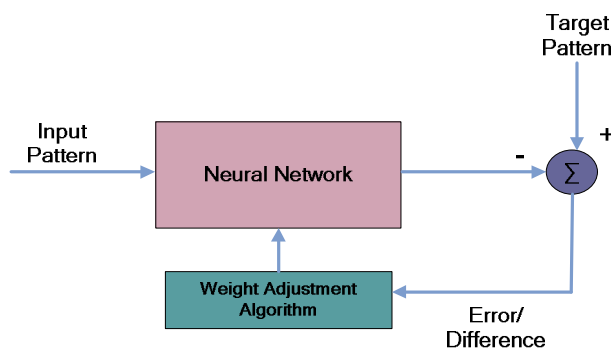 Target
Pattern
Input
Pattern
Neural Network
-
+
Σ
Weight Adjustment
Algorithm
Error/
Difference